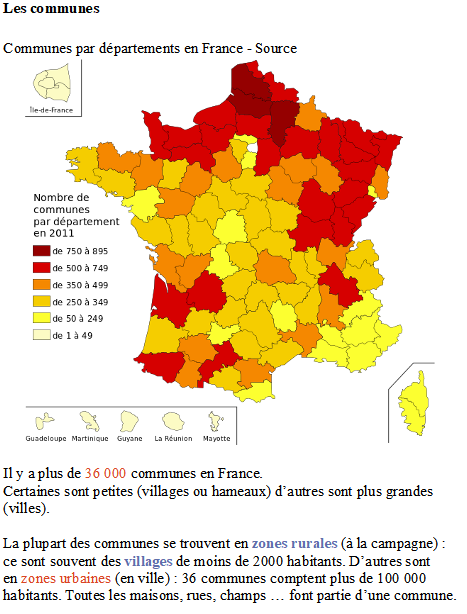 Les communes
Communes par départements en France - Source
Île-de-France
Nombre de
communes
par département
en 2011
de 750 à 895
de 500 à 749
de 350 à 499
de 250 à 349
de 50 à 249
de 1 à 49
Guadeloupe Martinique Guyane La Réunion Mayotte
Il y a plus de 36 000 communes en France.
Certaines sont petites (villages ou hameaux) d’autres sont plus grandes
(villes).
La plupart des communes se trouvent en zones rurales (à la campagne) :
ce sont souvent des villages de moins de 2000 habitants. D’autres sont
en zones urbaines (en ville) : 36 communes comptent plus de 100 000
habitants. Toutes les maisons, rues, champs … font partie d’une commune.